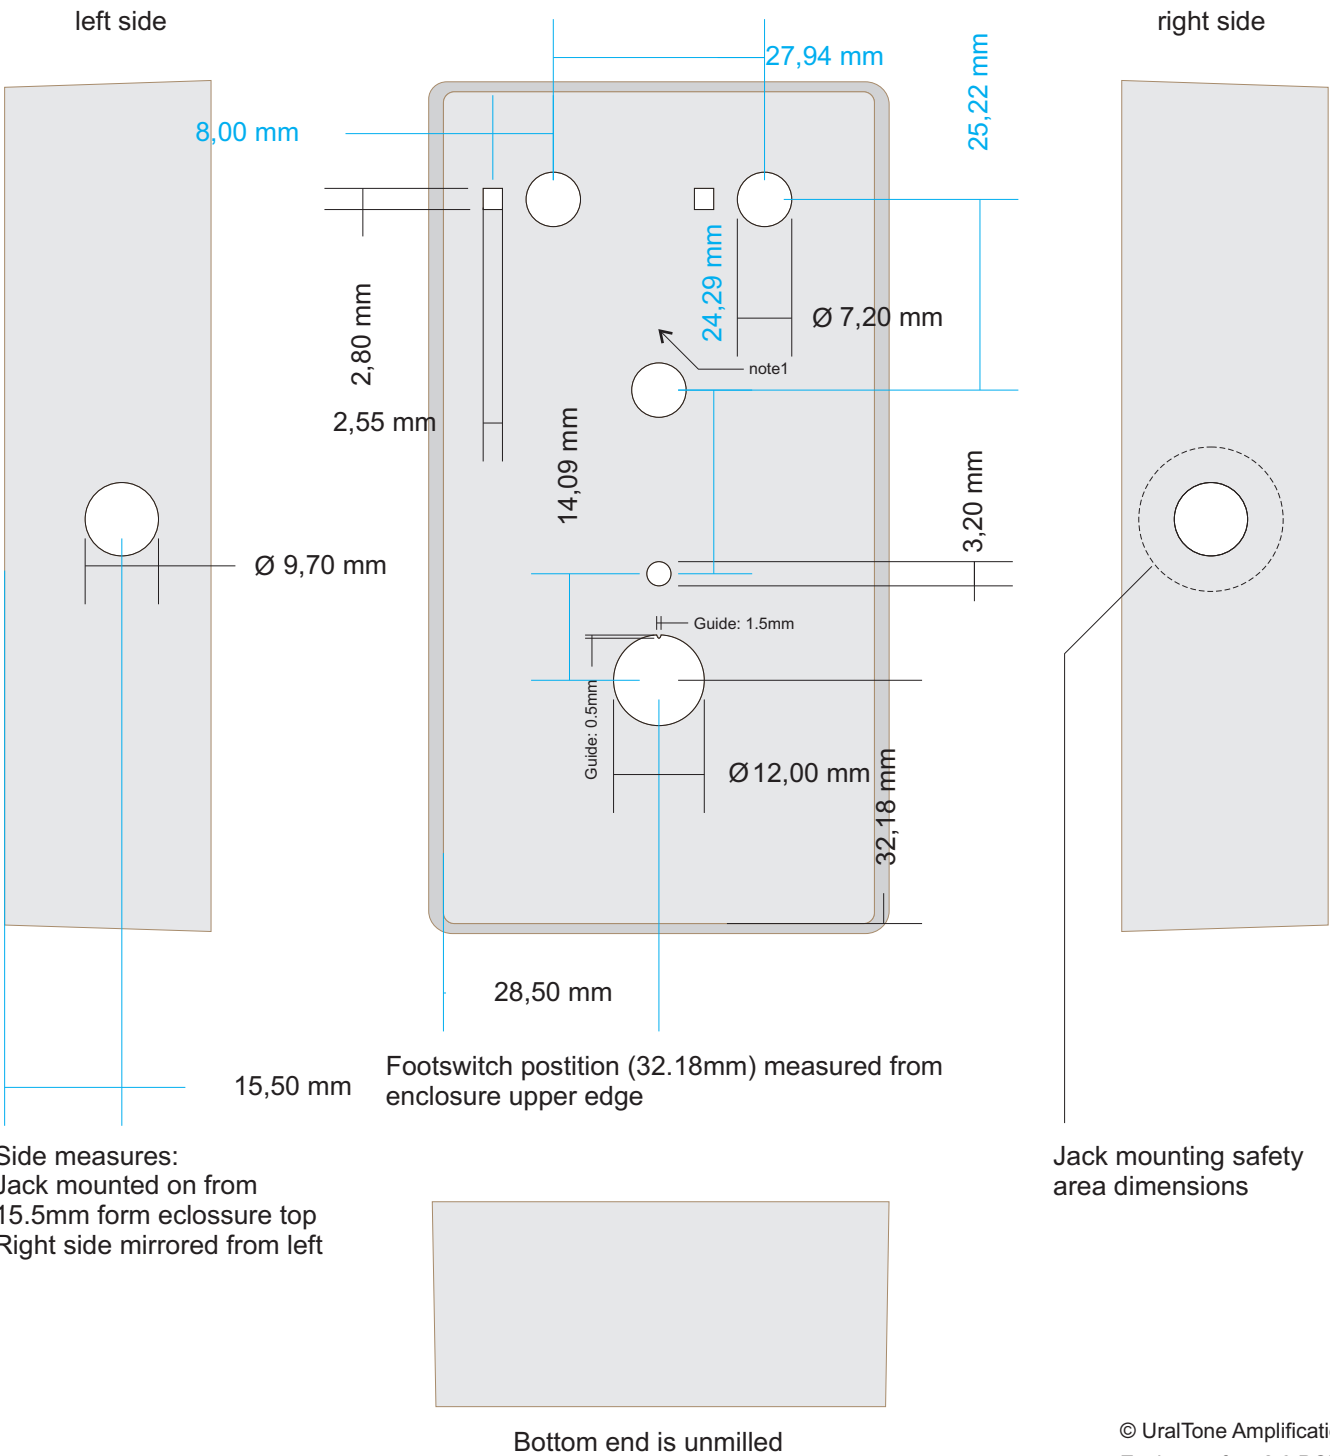 left side
right side
27,94 mm
25,22 mm
8,00 mm
24,29 mm
2,80 mm
Ø 7,20 mm
note1
2,55 mm
14,09 mm
3,20 mm
Ø 9,70 mm
Guide: 1.5mm
Guide: 0.5mm
Ø 12,00 mm
32,18 mm
28,50 mm
15,50 mm
Footswitch postition (32.18mm) measured from
enclosure upper edge
Side measures:
Jack mounted on from
15.5mm form eclossure top
Right side mirrored from left
Jack mounting safety
area dimensions
Bottom end is unmilled
© UralTone Amplificatio